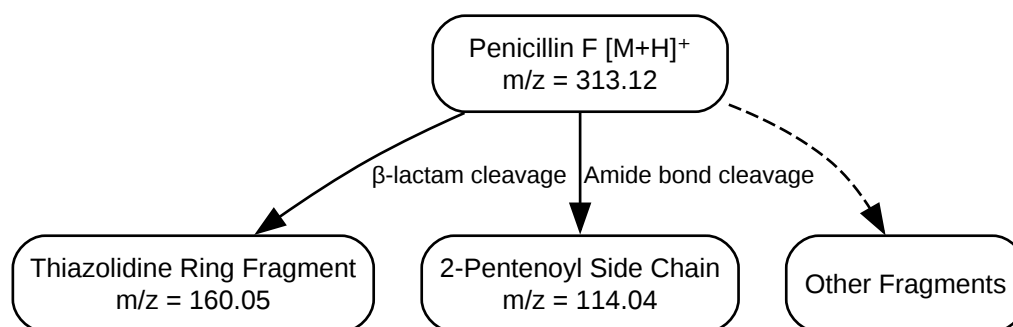 Penicillin F [M+H]⁺
m/z = 313.12
β-lactam cleavage
Amide bond cleavage
Thiazolidine Ring Fragment
m/z = 160.05
2-Pentenoyl Side Chain
m/z = 114.04
Other Fragments